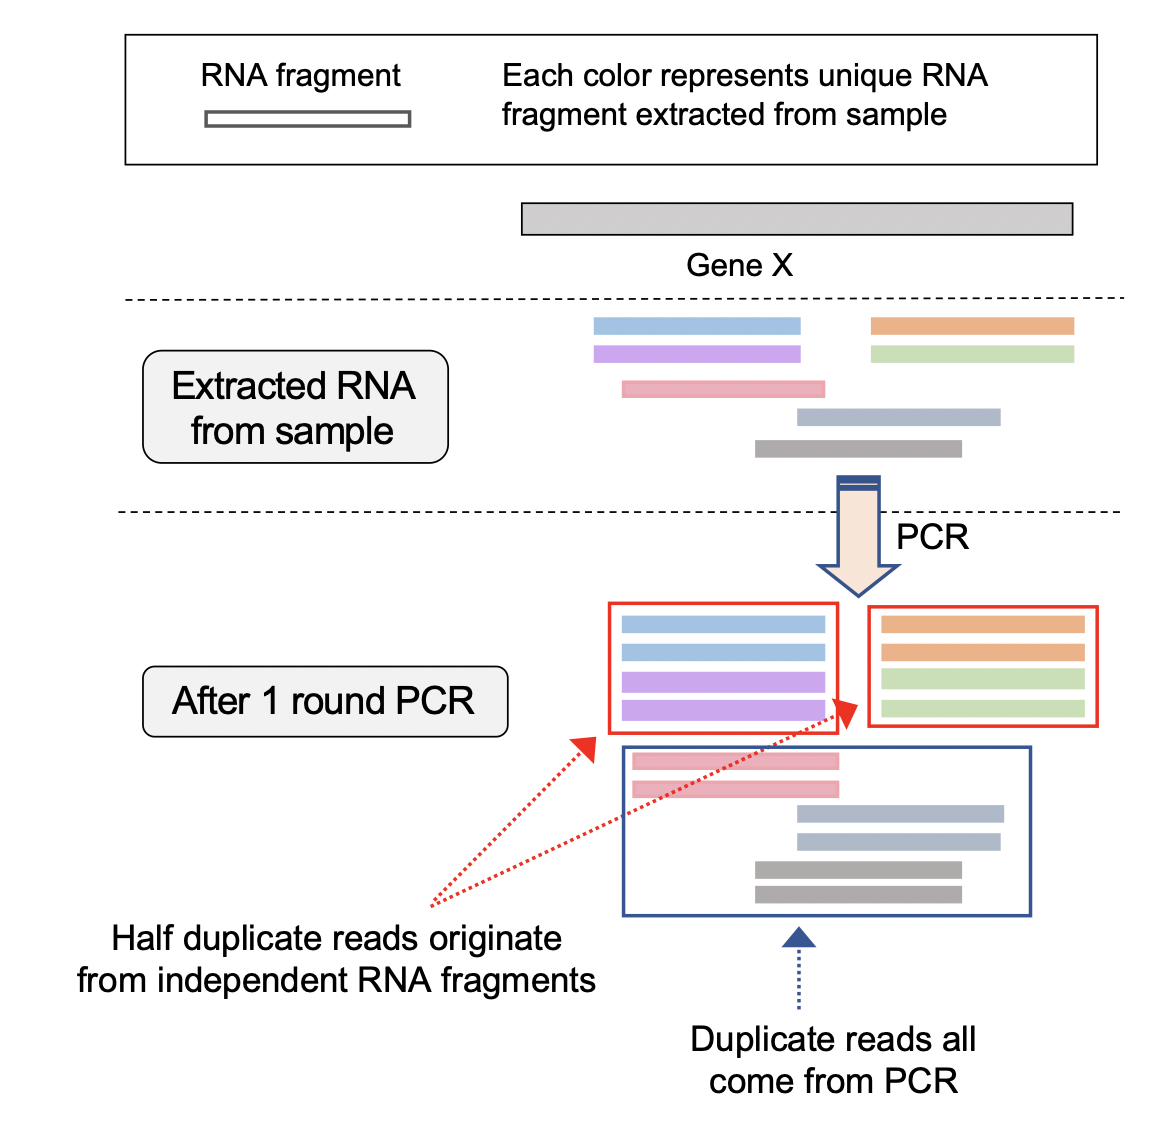 RNA fragment
Each color represents unique RNA
fragment extracted from sample
Gene X
Extracted RNA
from sample
PCR
After 1 round PCR
Half duplicate reads originate
from independent RNA fragments
Duplicate reads all
come from PCR